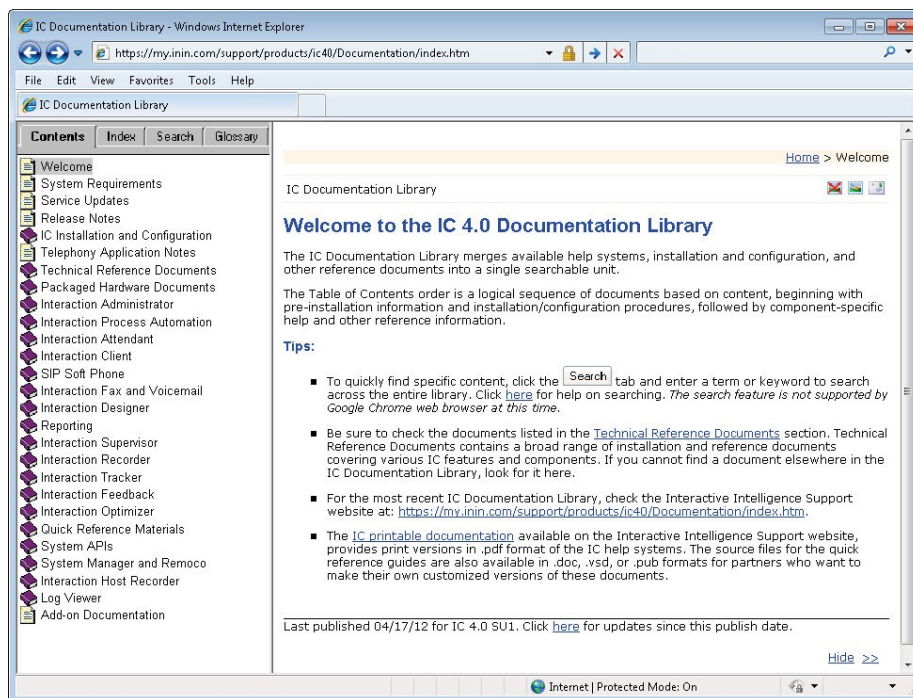 IC Documentation Library - Windows Internet Explorer
https://my.inin.com/support/products/ic40/Documentation/index.htm
File Edit View Favorites Tools Help
IC Documentation Library
Contents Index Search Glossary
Welcome
System Requirements
Service Updates
Release Notes
IC Installation and Configuration
Telephony Application Notes
Technical Reference Documents
Packaged Hardware Documents
Interaction Administrator
Interaction Process Automation
Interaction Attendant
Interaction Client
SIP Soft Phone
Interaction Fax and Voicemail
Interaction Designer
Reporting
Interaction Supervisor
Interaction Recorder
Interaction Tracker
Interaction Feedback
Interaction Optimizer
Quick Reference Materials
System APIs
System Manager and Remoco
Interaction Host Recorder
Log Viewer
Add-on Documentation
Home > Welcome
IC Documentation Library
Welcome to the IC 4.0 Documentation Library
The IC Documentation Library merges available help systems, installation and configuration, and
other reference documents into a single searchable unit.
The Table of Contents order is a logical sequence of documents based on content, beginning with
pre-installation information and installation/configuration procedures, followed by component-specific
help and other reference information.
Tips:
▪ To quickly find specific content, click the Search tab and enter a term or keyword to search
across the entire library. Click here for help on searching. The search feature is not supported by
Google Chrome web browser at this time.
▪ Be sure to check the documents listed in the Technical Reference Documents section. Technical
Reference Documents contains a broad range of installation and reference documents
covering various IC features and components. If you cannot find a document elsewhere in the
IC Documentation Library, look for it here.
▪ For the most recent IC Documentation Library, check the Interactive Intelligence Support
website at: https://my.inin.com/support/products/ic40/Documentation/index.htm.
▪ The IC printable documentation available on the Interactive Intelligence Support website,
provides print versions in .pdf format of the IC help systems. The source files for the quick
reference guides are also available in .doc, .vsd, or .pub formats for partners who want to
make their own customized versions of these documents.
Last published 04/17/12 for IC 4.0 SU1. Click here for updates since this publish date.
Hide >>
Internet | Protected Mode: On